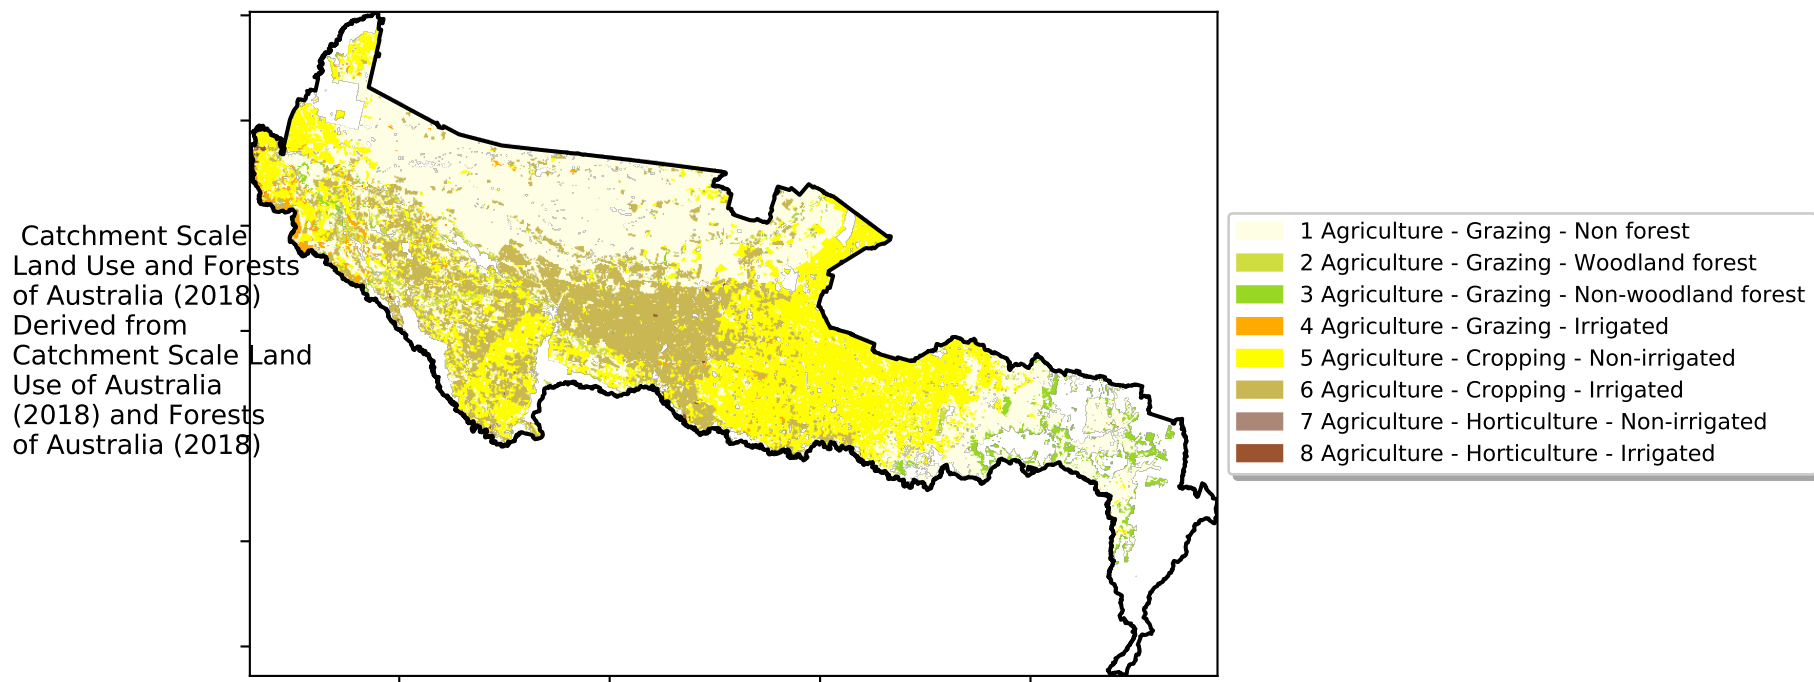 Catchment Scale
Land Use and Forests
of Australia (2018)
Derived from
Catchment Scale Land
Use of Australia
(2018) and Forests
of Australia (2018)
1 Agriculture - Grazing - Non forest
2 Agriculture - Grazing - Woodland forest
3 Agriculture - Grazing - Non-woodland forest
4 Agriculture - Grazing - Irrigated
5 Agriculture - Cropping - Non-irrigated
6 Agriculture - Cropping - Irrigated
7 Agriculture - Horticulture - Non-irrigated
8 Agriculture - Horticulture - Irrigated